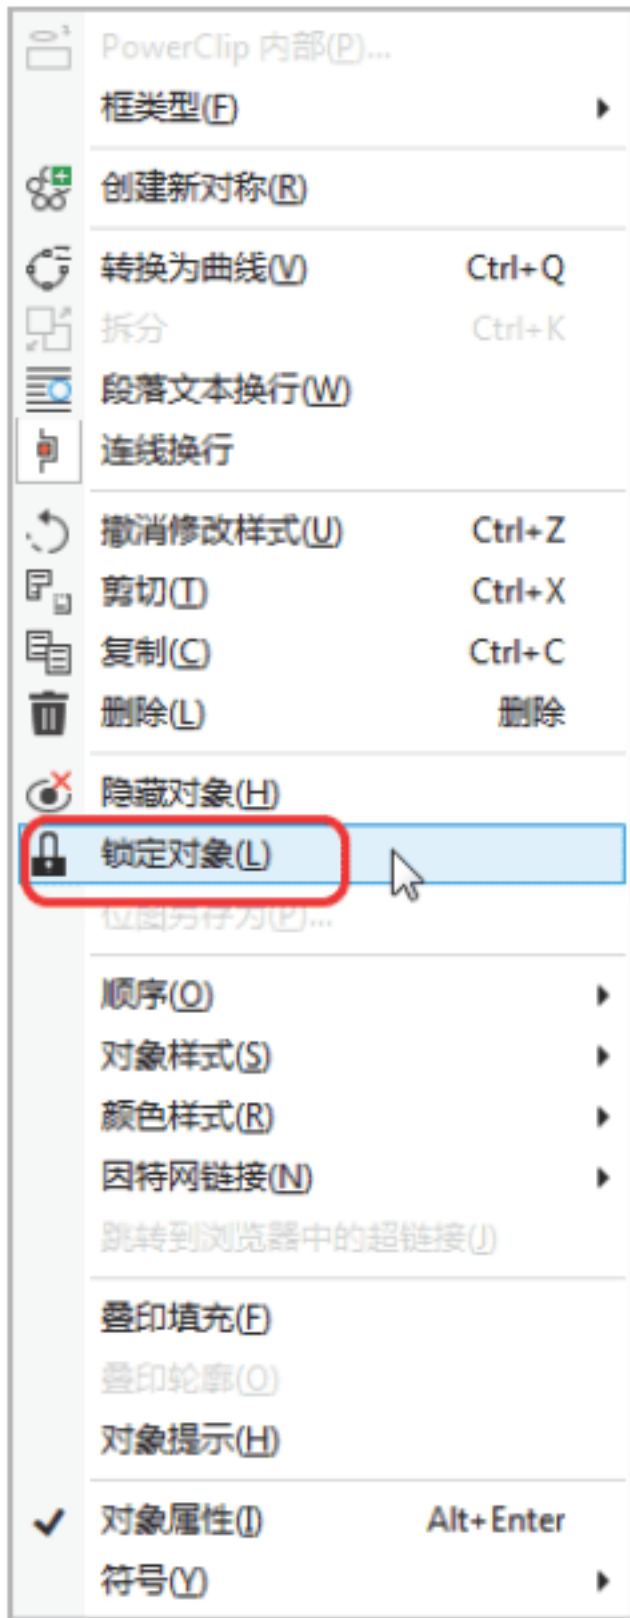 PowerClip 内部(P)...
框类型(F)
创建新对称(R)
转换为曲线(V) Ctrl+Q
拆分 Ctrl+K
段落文本换行(W)
连线换行
撤消修改样式(U) Ctrl+Z
剪切(T) Ctrl+X
复制(C) Ctrl+C
删除(L) 删除
隐藏对象(H)
锁定对象(L)
位图另存为(P)...
顺序(O)
对象样式(S)
颜色样式(R)
因特网链接(N)
跳转到浏览器中的超链接(J)
叠印填充(F)
叠印轮廓(O)
对象提示(H)
对象属性(I) Alt+Enter
符号(Y)